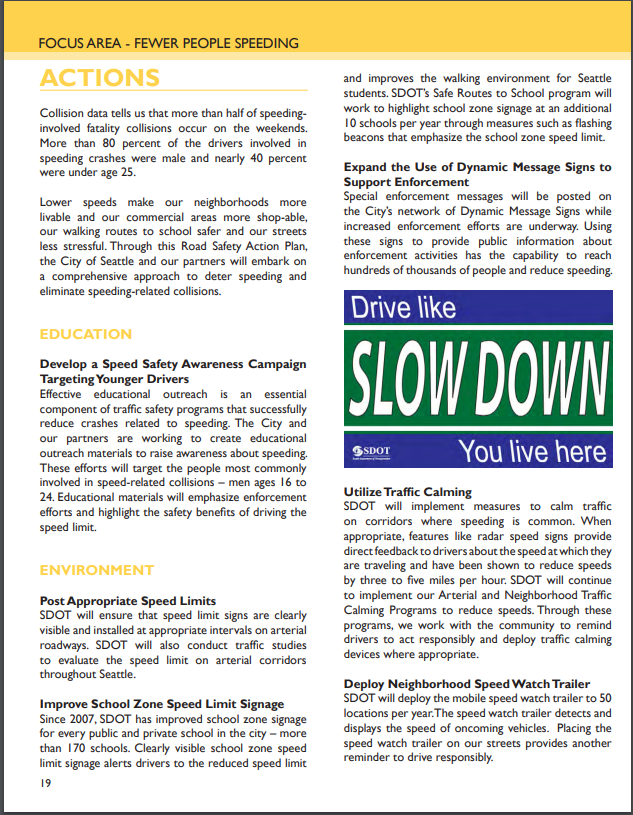 FOCUS AREA - FEWER PEOPLE SPEEDING
ACTIONS
Collision data tells us that more than half of speeding-
involved fatality collisions occur on the weekends.
More than 80 percent of the drivers involved in
speeding crashes were male and nearly 40 percent
were under age 25.
Lower speeds make our neighborhoods more
livable and our commercial areas more shop-able,
our walking routes to school safer and our streets
less stressful. Through this Road Safety Action Plan,
the City of Seattle and our partners will embark on
a comprehensive approach to deter speeding and
eliminate speeding-related collisions.
EDUCATION
Develop a Speed Safety Awareness Campaign
Targeting Younger Drivers
Effective educational outreach is an essential
component of traffic safety programs that successfully
reduce crashes related to speeding. The City and
our partners are working to create educational
outreach materials to raise awareness about speeding.
These efforts will target the people most commonly
involved in speed-related collisions – men ages 16 to
24. Educational materials will emphasize enforcement
efforts and highlight the safety benefits of driving the
speed limit.
ENVIRONMENT
Post Appropriate Speed Limits
SDOT will ensure that speed limit signs are clearly
visible and installed at appropriate intervals on arterial
roadways. SDOT will also conduct traffic studies
to evaluate the speed limit on arterial corridors
throughout Seattle.
Improve School Zone Speed Limit Signage
Since 2007, SDOT has improved school zone signage
for every public and private school in the city – more
than 170 schools. Clearly visible school zone speed
limit signage alerts drivers to the reduced speed limit
19
and improves the walking environment for Seattle
students. SDOT's Safe Routes to School program will
work to highlight school zone signage at an additional
10 schools per year through measures such as flashing
beacons that emphasize the school zone speed limit.
Expand the Use of Dynamic Message Signs to
Support Enforcement
Special enforcement messages will be posted on
the City's network of Dynamic Message Signs while
increased enforcement efforts are underway. Using
these signs to provide public information about
enforcement activities has the capability to reach
hundreds of thousands of people and reduce speeding.
Drive like
SLOW DOWN
SDOT
You live here
Utilize Traffic Calming
SDOT will implement measures to calm traffic
on corridors where speeding is common. When
appropriate, features like radar speed signs provide
direct feedback to drivers about the speed at which they
are traveling and have been shown to reduce speeds
by three to five miles per hour. SDOT will continue
to implement our Arterial and Neighborhood Traffic
Calming Programs to reduce speeds. Through these
programs, we work with the community to remind
drivers to act responsibly and deploy traffic calming
devices where appropriate.
Deploy Neighborhood Speed Watch Trailer
SDOT will deploy the mobile speed watch trailer to 50
locations per year. The speed watch trailer detects and
displays the speed of oncoming vehicles. Placing the
speed watch trailer on our streets provides another
reminder to drive responsibly.